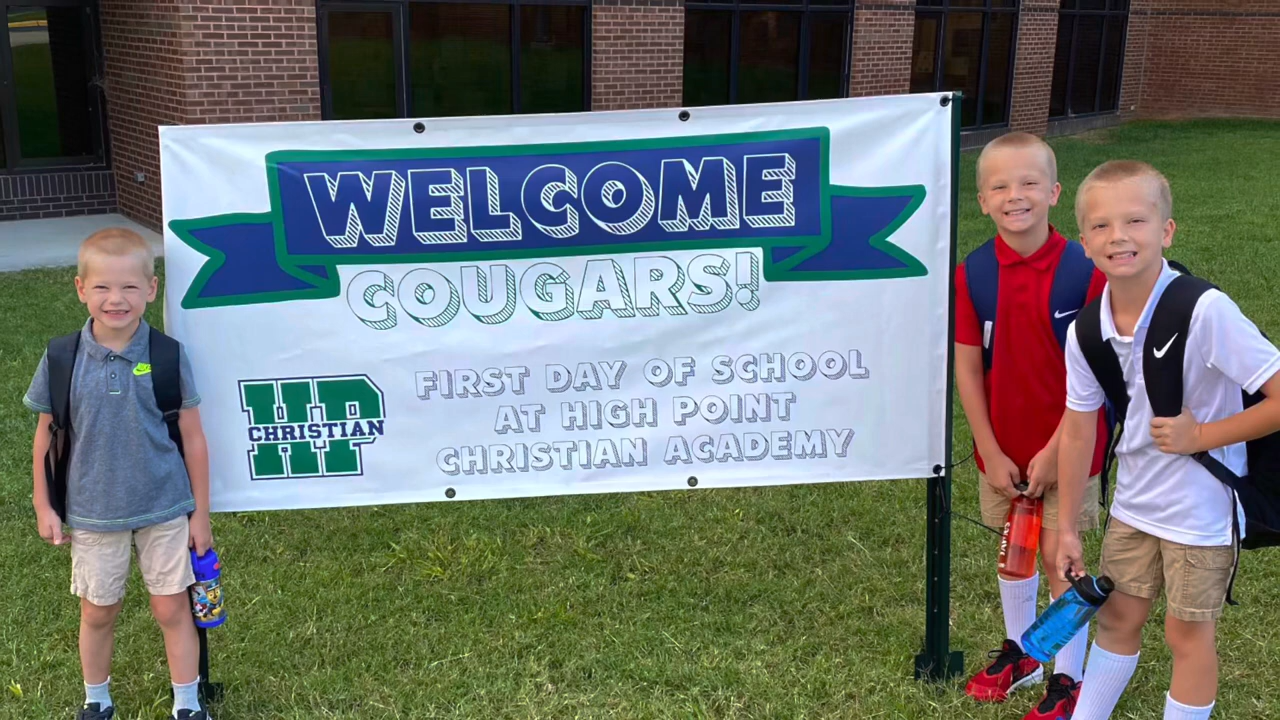 WELCOME
COUGARS!
FIRST DAY OF SCHOOL
AT HIGH POINT
CHRISTIAN ACADEMY
HP
CHRISTIAN